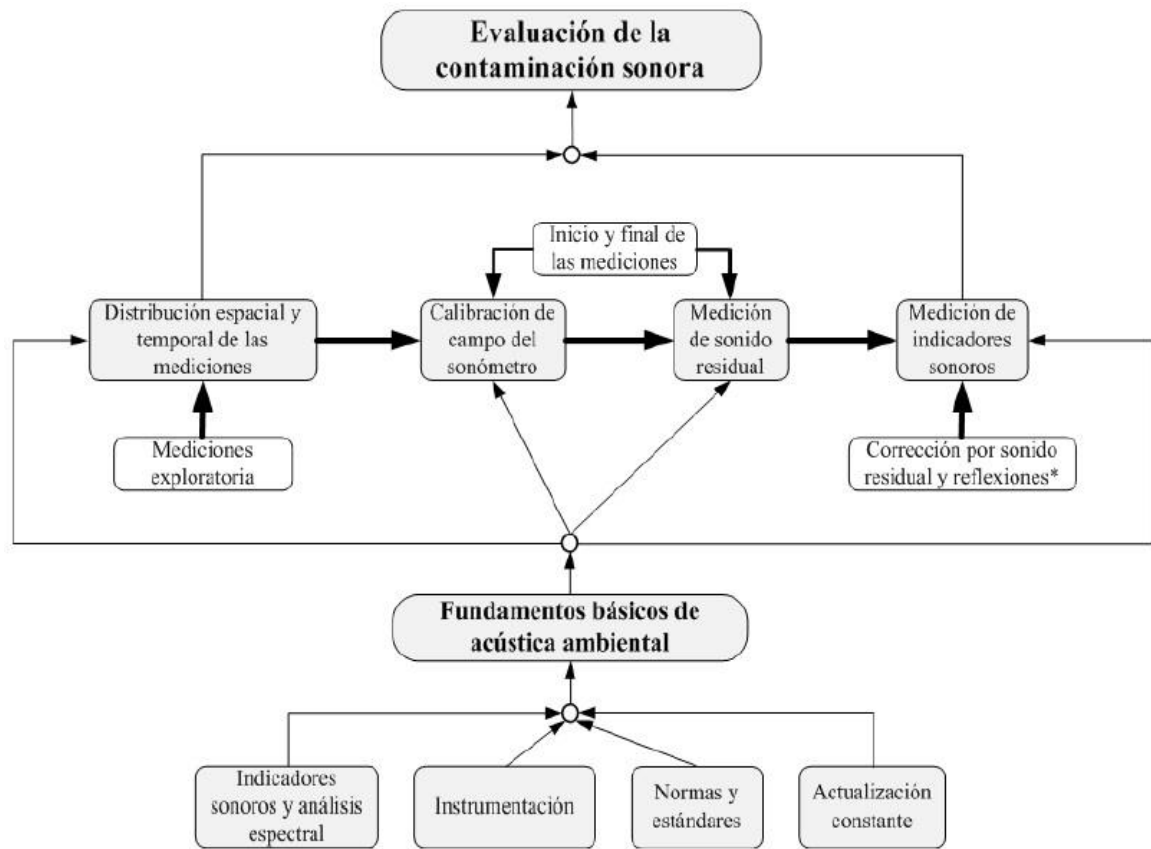 Evaluación de la
contaminación sonora
Inicio y final de
las mediciones
Distribución espacial y
temporal de las
mediciones
Calibración de
campo del
sonómetro
Medición
de sonido
residual
Medición de
indicadores
sonoros
Mediciones
exploratoria
Corrección por sonido
residual y reflexiones*
Fundamentos básicos de
acústica ambiental
Indicadores
sonoros y análisis
espectral
Instrumentación
Normas y
estándares
Actualización
constante